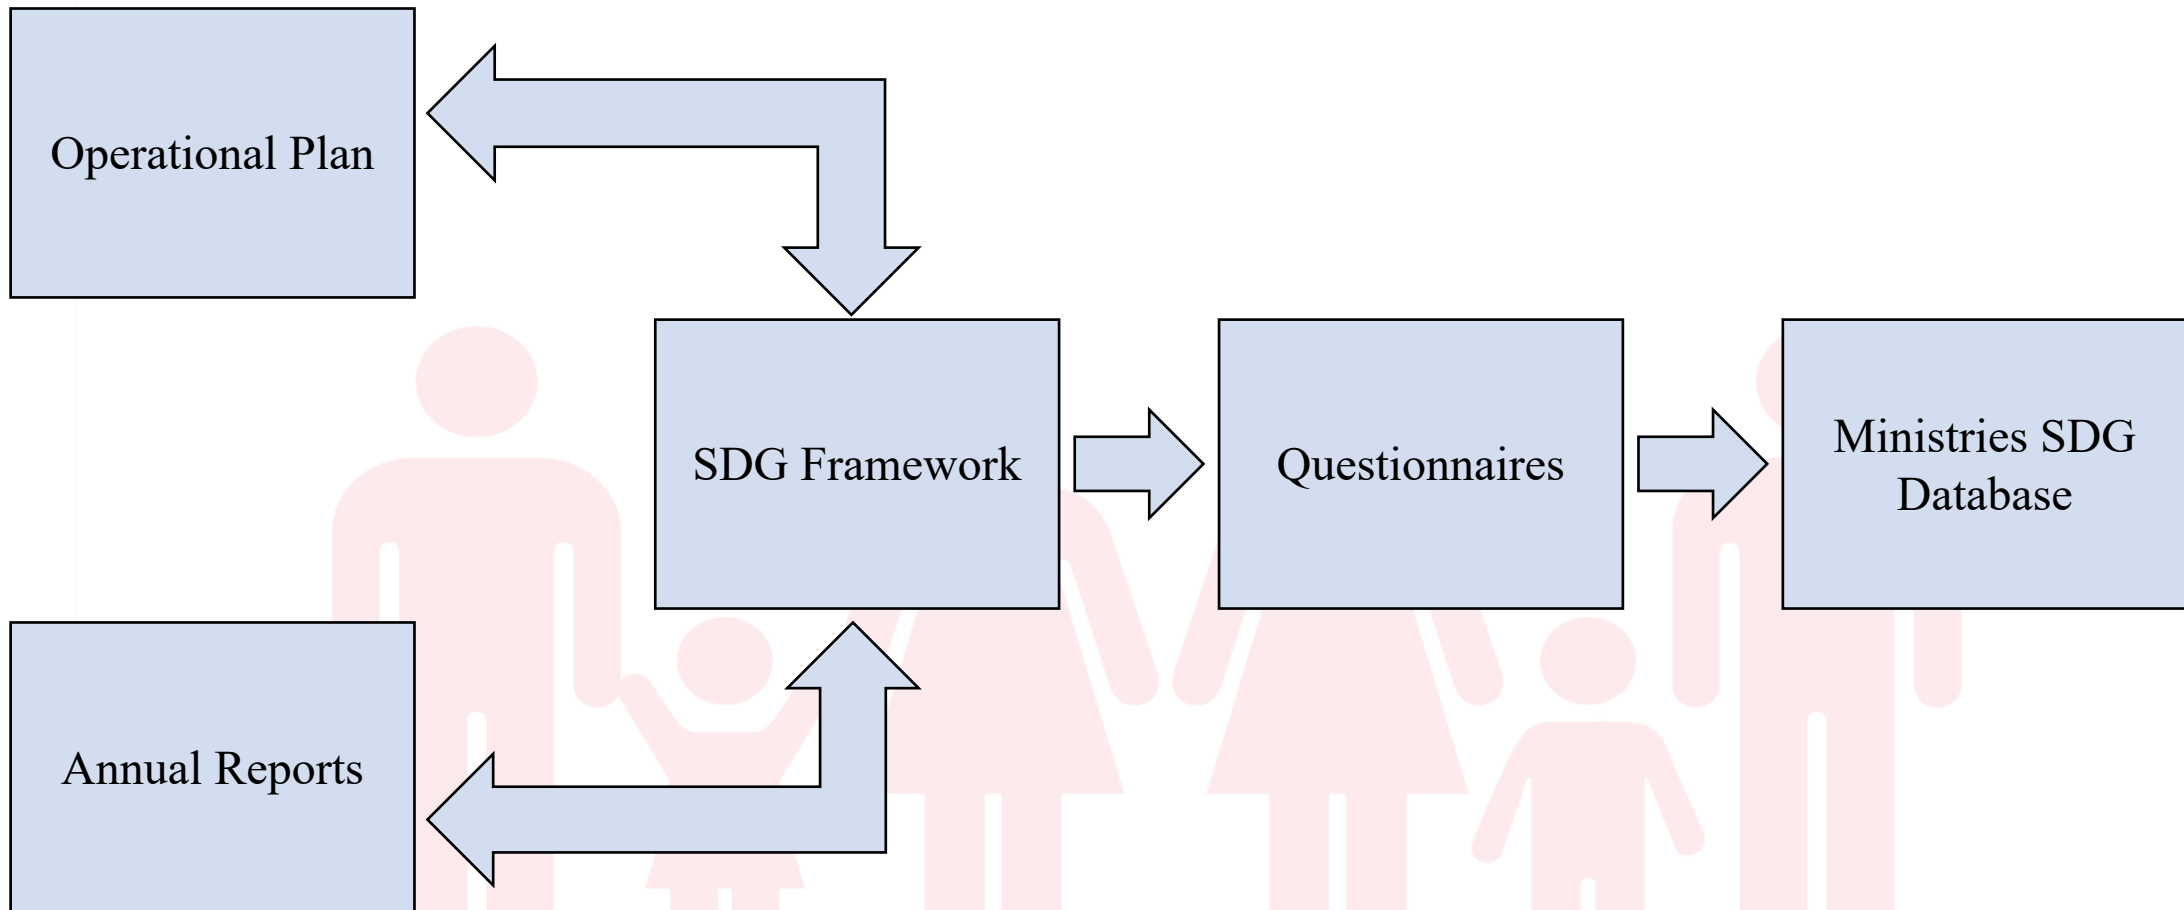 Operational Plan
SDG Framework
Questionnaires
Ministries SDG
Database
Annual Reports